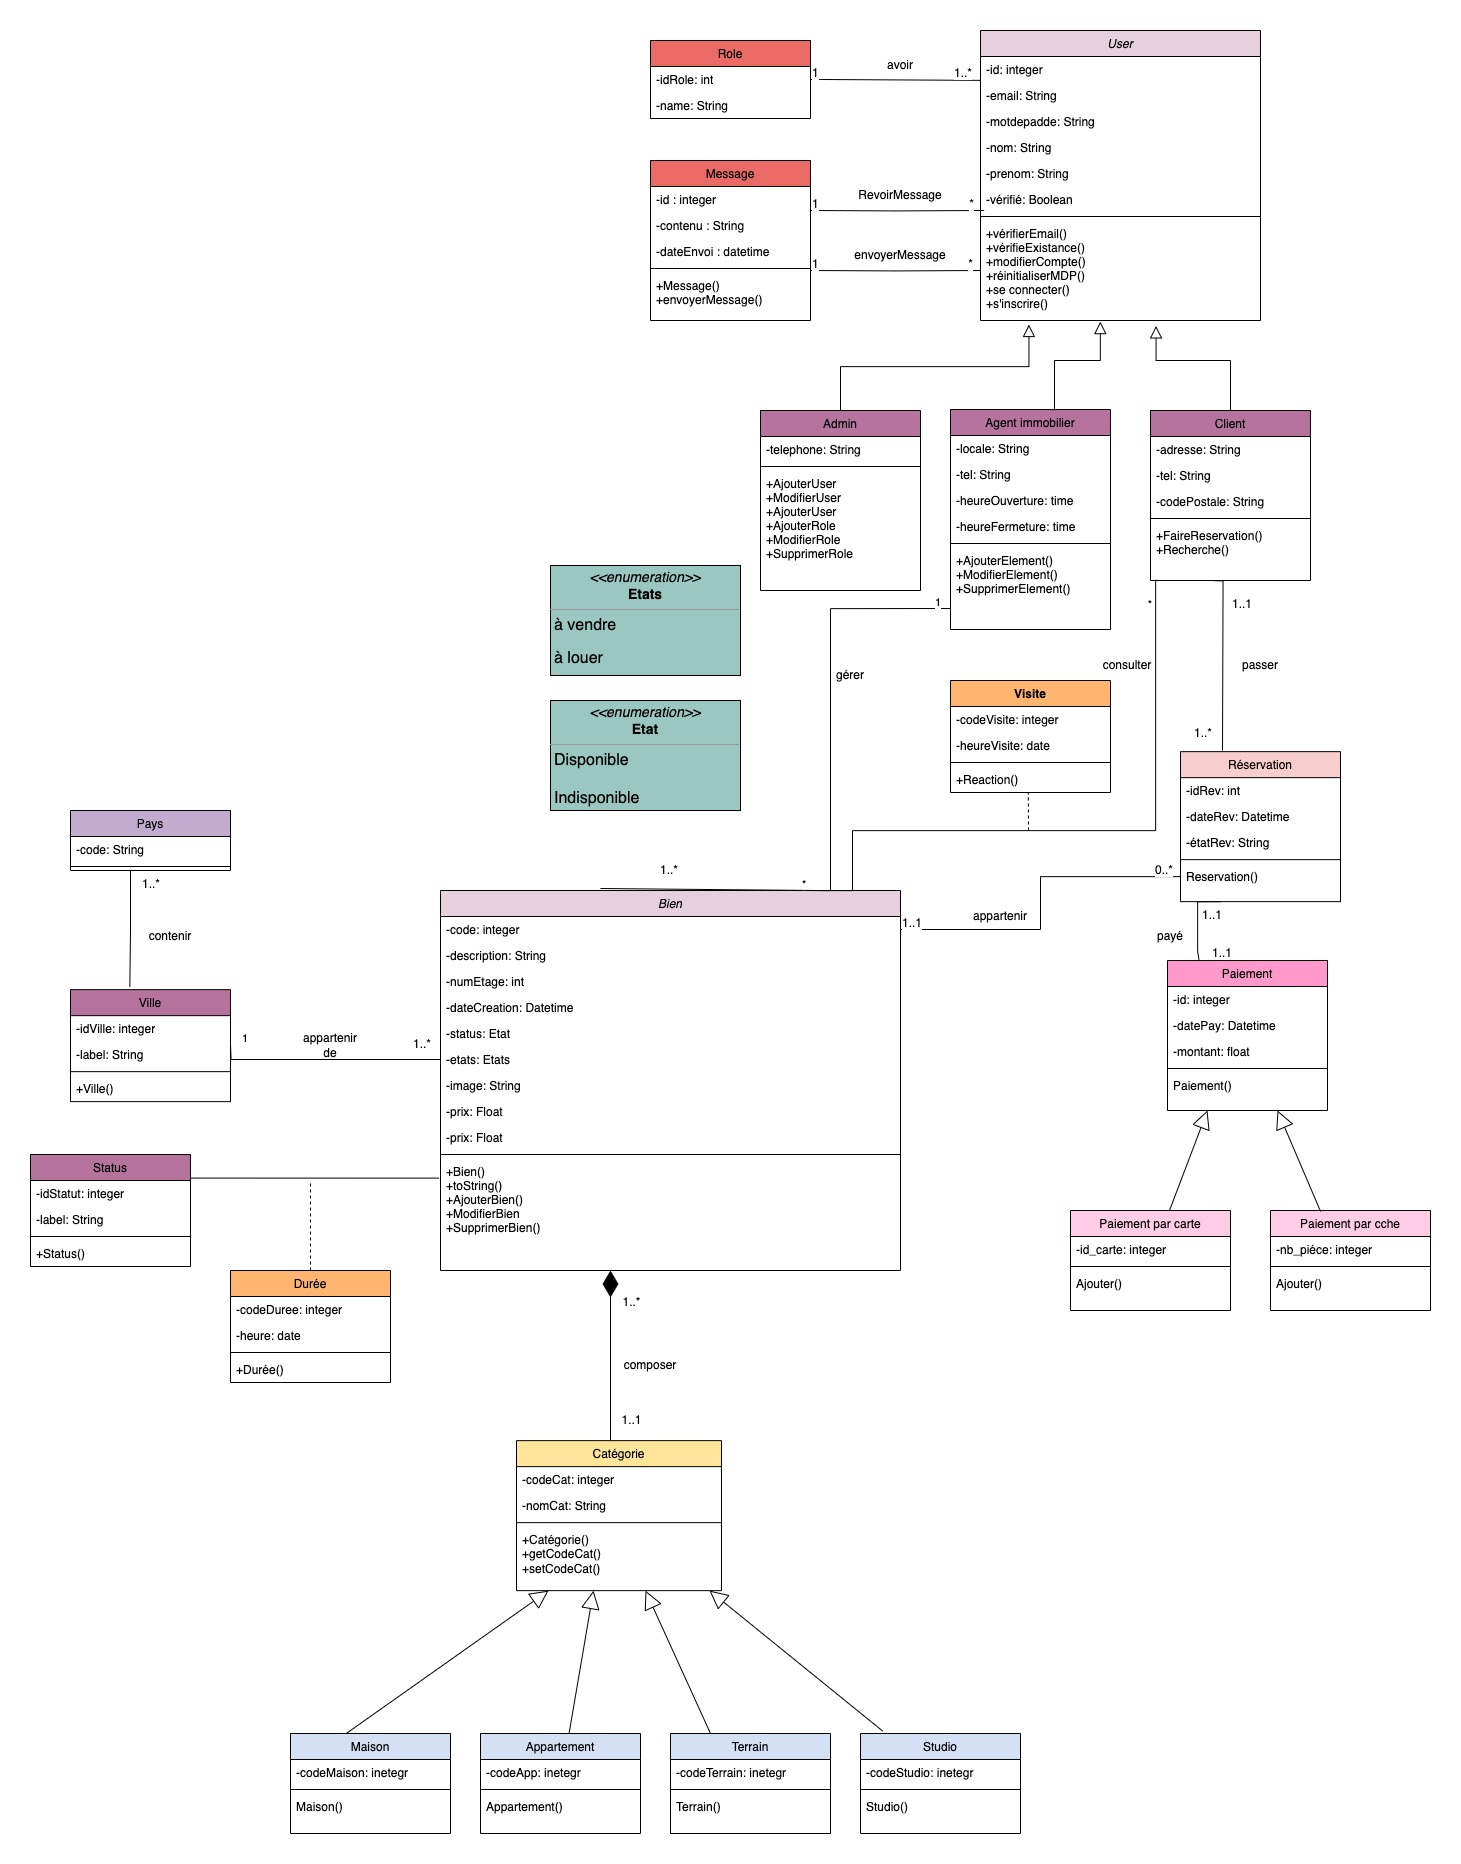 Role
-idRole: int
-name: String
1
avoir
1..*
User
-id: integer
-email: String
-motdepadde: String
-nom: String
-prenom: String
-vérifié: Boolean
+vérifierEmail()
+vérifieExistance()
+modifierCompte()
+réinitialiserMDP()
+se connecter()
+s'inscrire()
Message
-id : integer
-contenu : String
-dateEnvoi : datetime
+Message()
+envoyerMessage()
1
RevoirMessage
*
1
envoyerMessage
*
Admin
-telephone: String
+AjouterUser
+ModifierUser
+AjouterUser
+AjouterRole
+ModifierRole
+SupprimerRole
Agent immobilier
-locale: String
-tel: String
-heureOuverture: time
-heureFermeture: time
+AjouterElement()
+ModifierElement()
+SupprimerElement()
Client
-adresse: String
-tel: String
-codePostale: String
+FaireReservation()
+Recherche()
<<enumeration>>
Etats
à vendre
à louer
<<enumeration>>
Etat
Disponible
Indisponible
1
gérer
*
consulter
1..1
passer
1..*
Visite
-codeVisite: integer
-heureVisite: date
+Reaction()
Réservation
-idRev: int
-dateRev: Datetime
-étatRev: String
Reservation()
Pays
-code: String
1..*
contenir
Ville
-idVille: integer
-label: String
+Ville()
1
appartenir
de
1..*
1..*
*
Bien
-code: integer
-description: String
-numEtage: int
-dateCreation: Datetime
-status: Etat
-etats: Etats
-image: String
-prix: Float
-prix: Float
+Bien()
+toString()
+AjouterBien()
+ModifierBien
+SupprimerBien()
1..1
appartenir
0..*
1..1
payé
1..1
Paiement
-id: integer
-datePay: Datetime
-montant: float
Paiement()
Paiement par carte
-id_carte: integer
Ajouter()
Paiement par cche
-nb_piéce: integer
Ajouter()
Status
-idStatut: integer
-label: String
+Status()
Durée
-codeDuree: integer
-heure: date
+Durée()
1..*
composer
1..1
Catégorie
-codeCat: integer
-nomCat: String
+Catégorie()
+getCodeCat()
+setCodeCat()
Maison
-codeMaison: inetegr
Maison()
Appartement
-codeApp: inetegr
Appartement()
Terrain
-codeTerrain: inetegr
Terrain()
Studio
-codeStudio: inetegr
Studio()